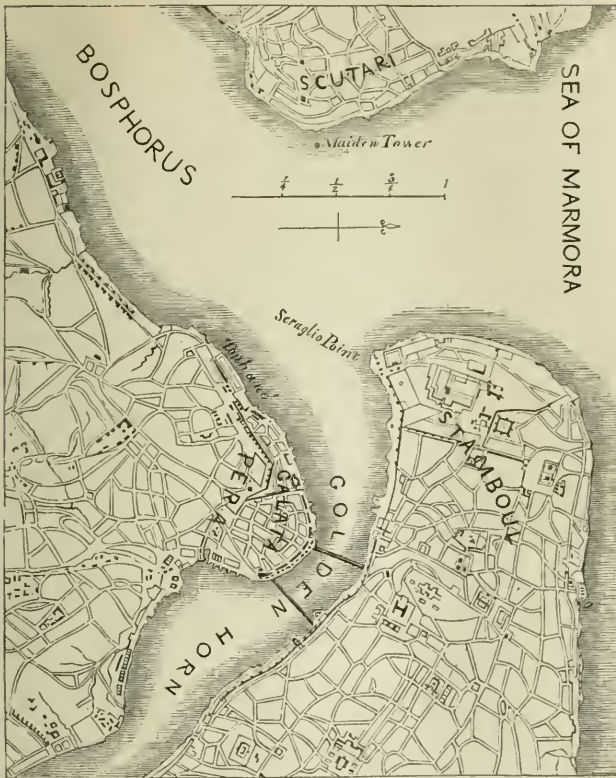 SCUTARI
BOSPHORUS
SEA OF MARMORA
Maiden Tower
1/4 1/2 3/4 1
Seraglio Point
STAMBOUL
PERA
GALATA
GOLDEN
HORN